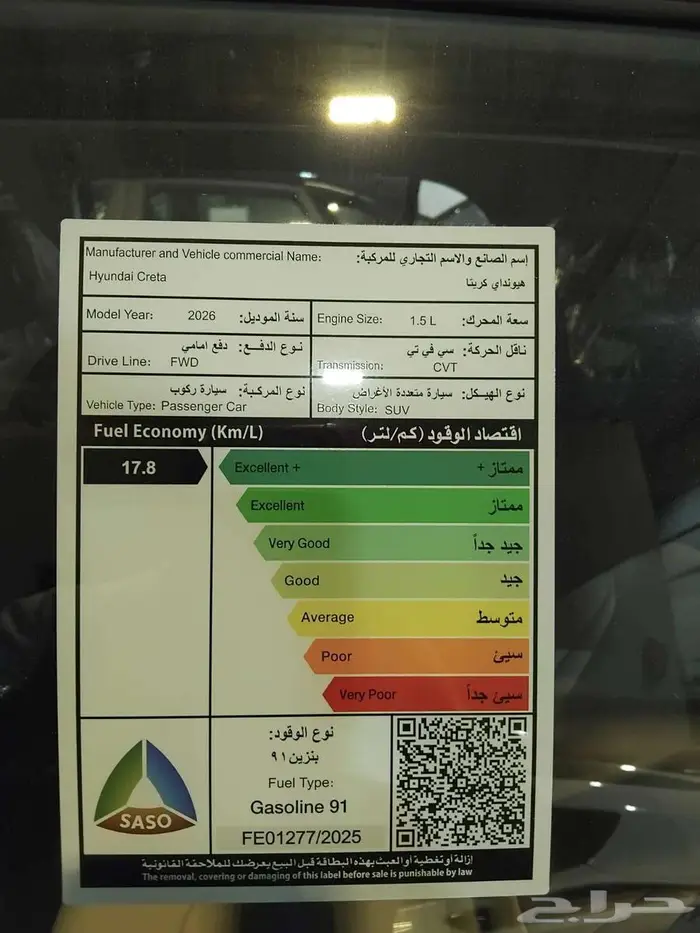 Manufacturer and Vehicle commercial Name: إسم الصانع والاسم التجاري للمركبة:
Hyundai Creta هيونداي كريتا
Model Year: 2026 سنة الموديل:
Engine Size: 1.5 L سعة المحرك:
نوع الدفع: دفع امامي
Drive Line: FWD
ناقل الحركة: سي في تي
Transmission: CVT
نوع المركبة: سيارة ركوب
Vehicle Type: Passenger Car
نوع الهيكل: سيارة متعددة الأغراض
Body Style: SUV
Fuel Economy (Km/L) اقتصاد الوقود (كم/لتر)
17.8
Excellent + ممتاز +
Excellent ممتاز
Very Good جيد جداً
Good جيد
Average متوسط
Poor سيئ
Very Poor سيئ جداً
SASO
نوع الوقود:
بنزين ٩١
Fuel Type:
Gasoline 91
FE01277/2025
إزالة أو تغطية أو العبث بهذه البطاقة قبل البيع يعرضك للملاحقة القانونية
The removal, covering or damaging of this label before sale is punishable by law
حراج